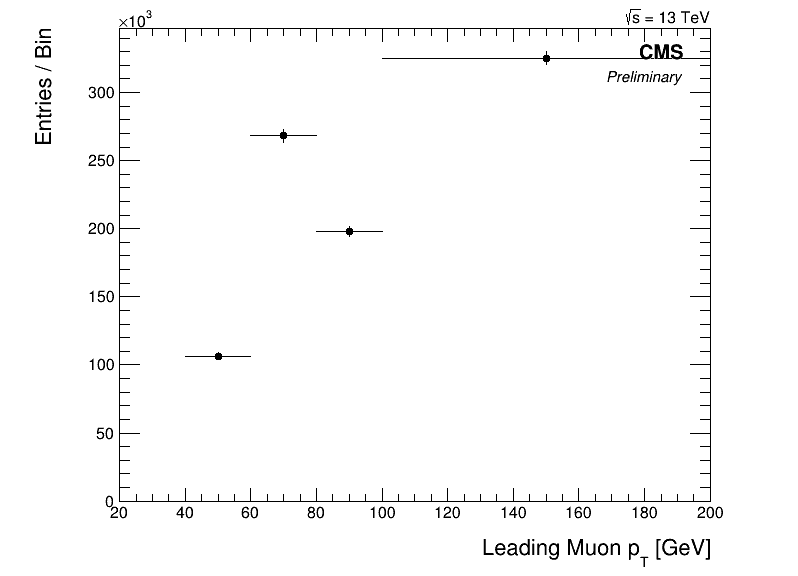 ×10³
√s = 13 TeV
Entries / Bin
CMS
Preliminary
300
250
200
150
100
50
0
20 40 60 80 100 120 140 160 180 200
Leading Muon p_T [GeV]